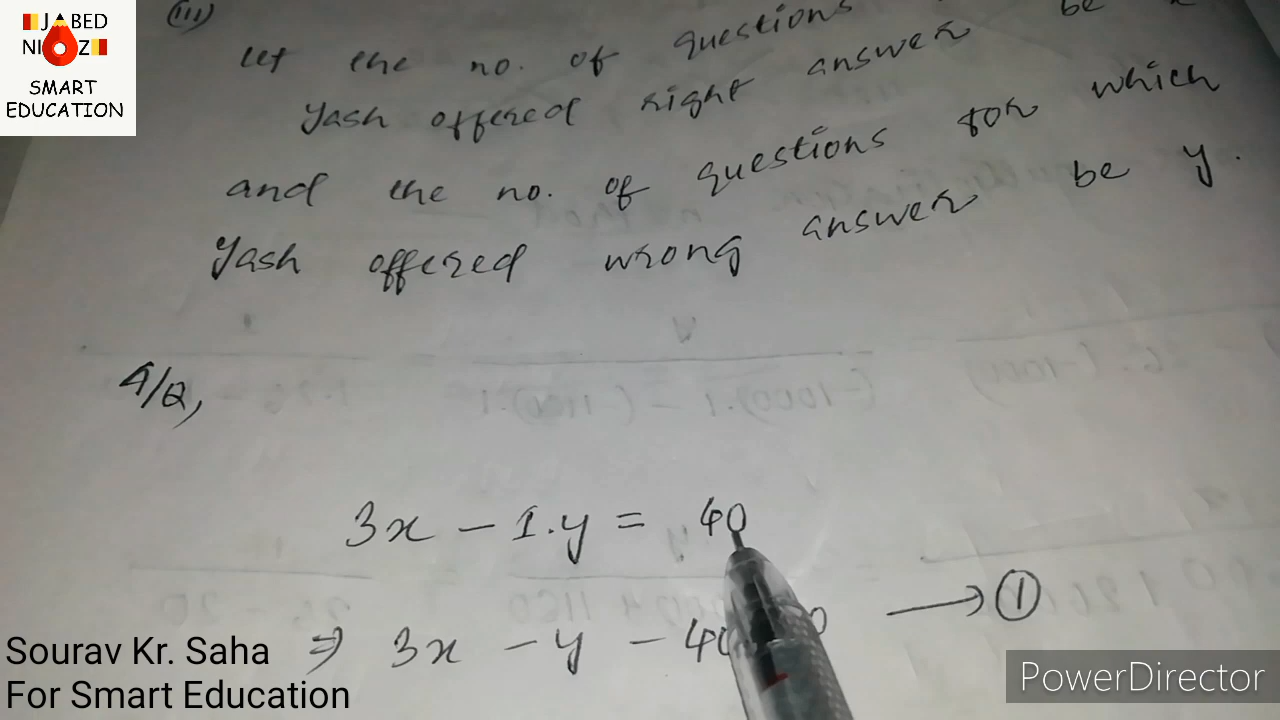 JABED
NIOZ
SMART
EDUCATION
(iii)
Let the no. of questions be x
Yash offered right answer
and the no. of questions for which
Yash offered wrong answer be y.
A/Q,
3x - 1.y = 40
⇒ 3x - y - 40 → ①
Sourav Kr. Saha
For Smart Education
PowerDirector